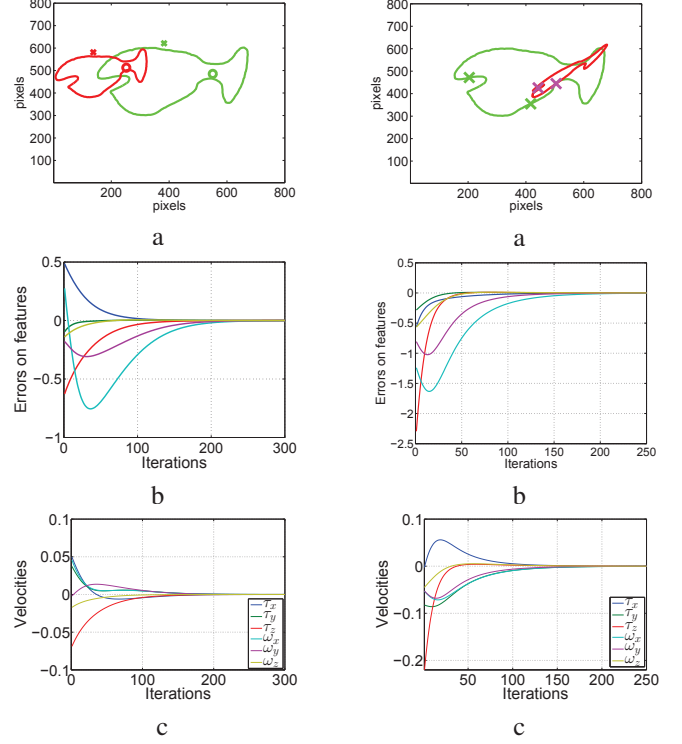 800
700
600
500
400
300
200
100
pixels
200 400 600 800
pixels
a
800
700
600
500
400
300
200
100
pixels
200 400 600 800
pixels
a
0.5
0
−0.5
−1
Errors on features
0 100 200 300
Iterations
b
0.5
0
−0.5
−1
−1.5
−2
−2.5
Errors on features
0 50 100 150 200 250
Iterations
b
0.1
0.05
0
−0.05
−0.1
Velocities
0 100 200 300
Iterations
τx
τy
τz
ωx
ωy
ωz
c
0.1
0
−0.1
−0.2
Velocities
50 100 150 200 250
Iterations
τx
τy
τz
ωx
ωy
ωz
c